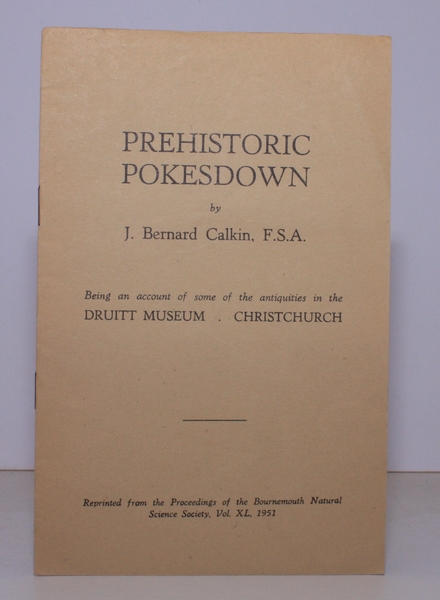 PREHISTORIC
POKESDOWN
by
J. Bernard Calkin, F.S.A.
Being an account of some of the antiquities in the
DRUITT MUSEUM . CHRISTCHURCH
Reprinted from the Proceedings of the Bournemouth Natural
Science Society, Vol. XL, 1951